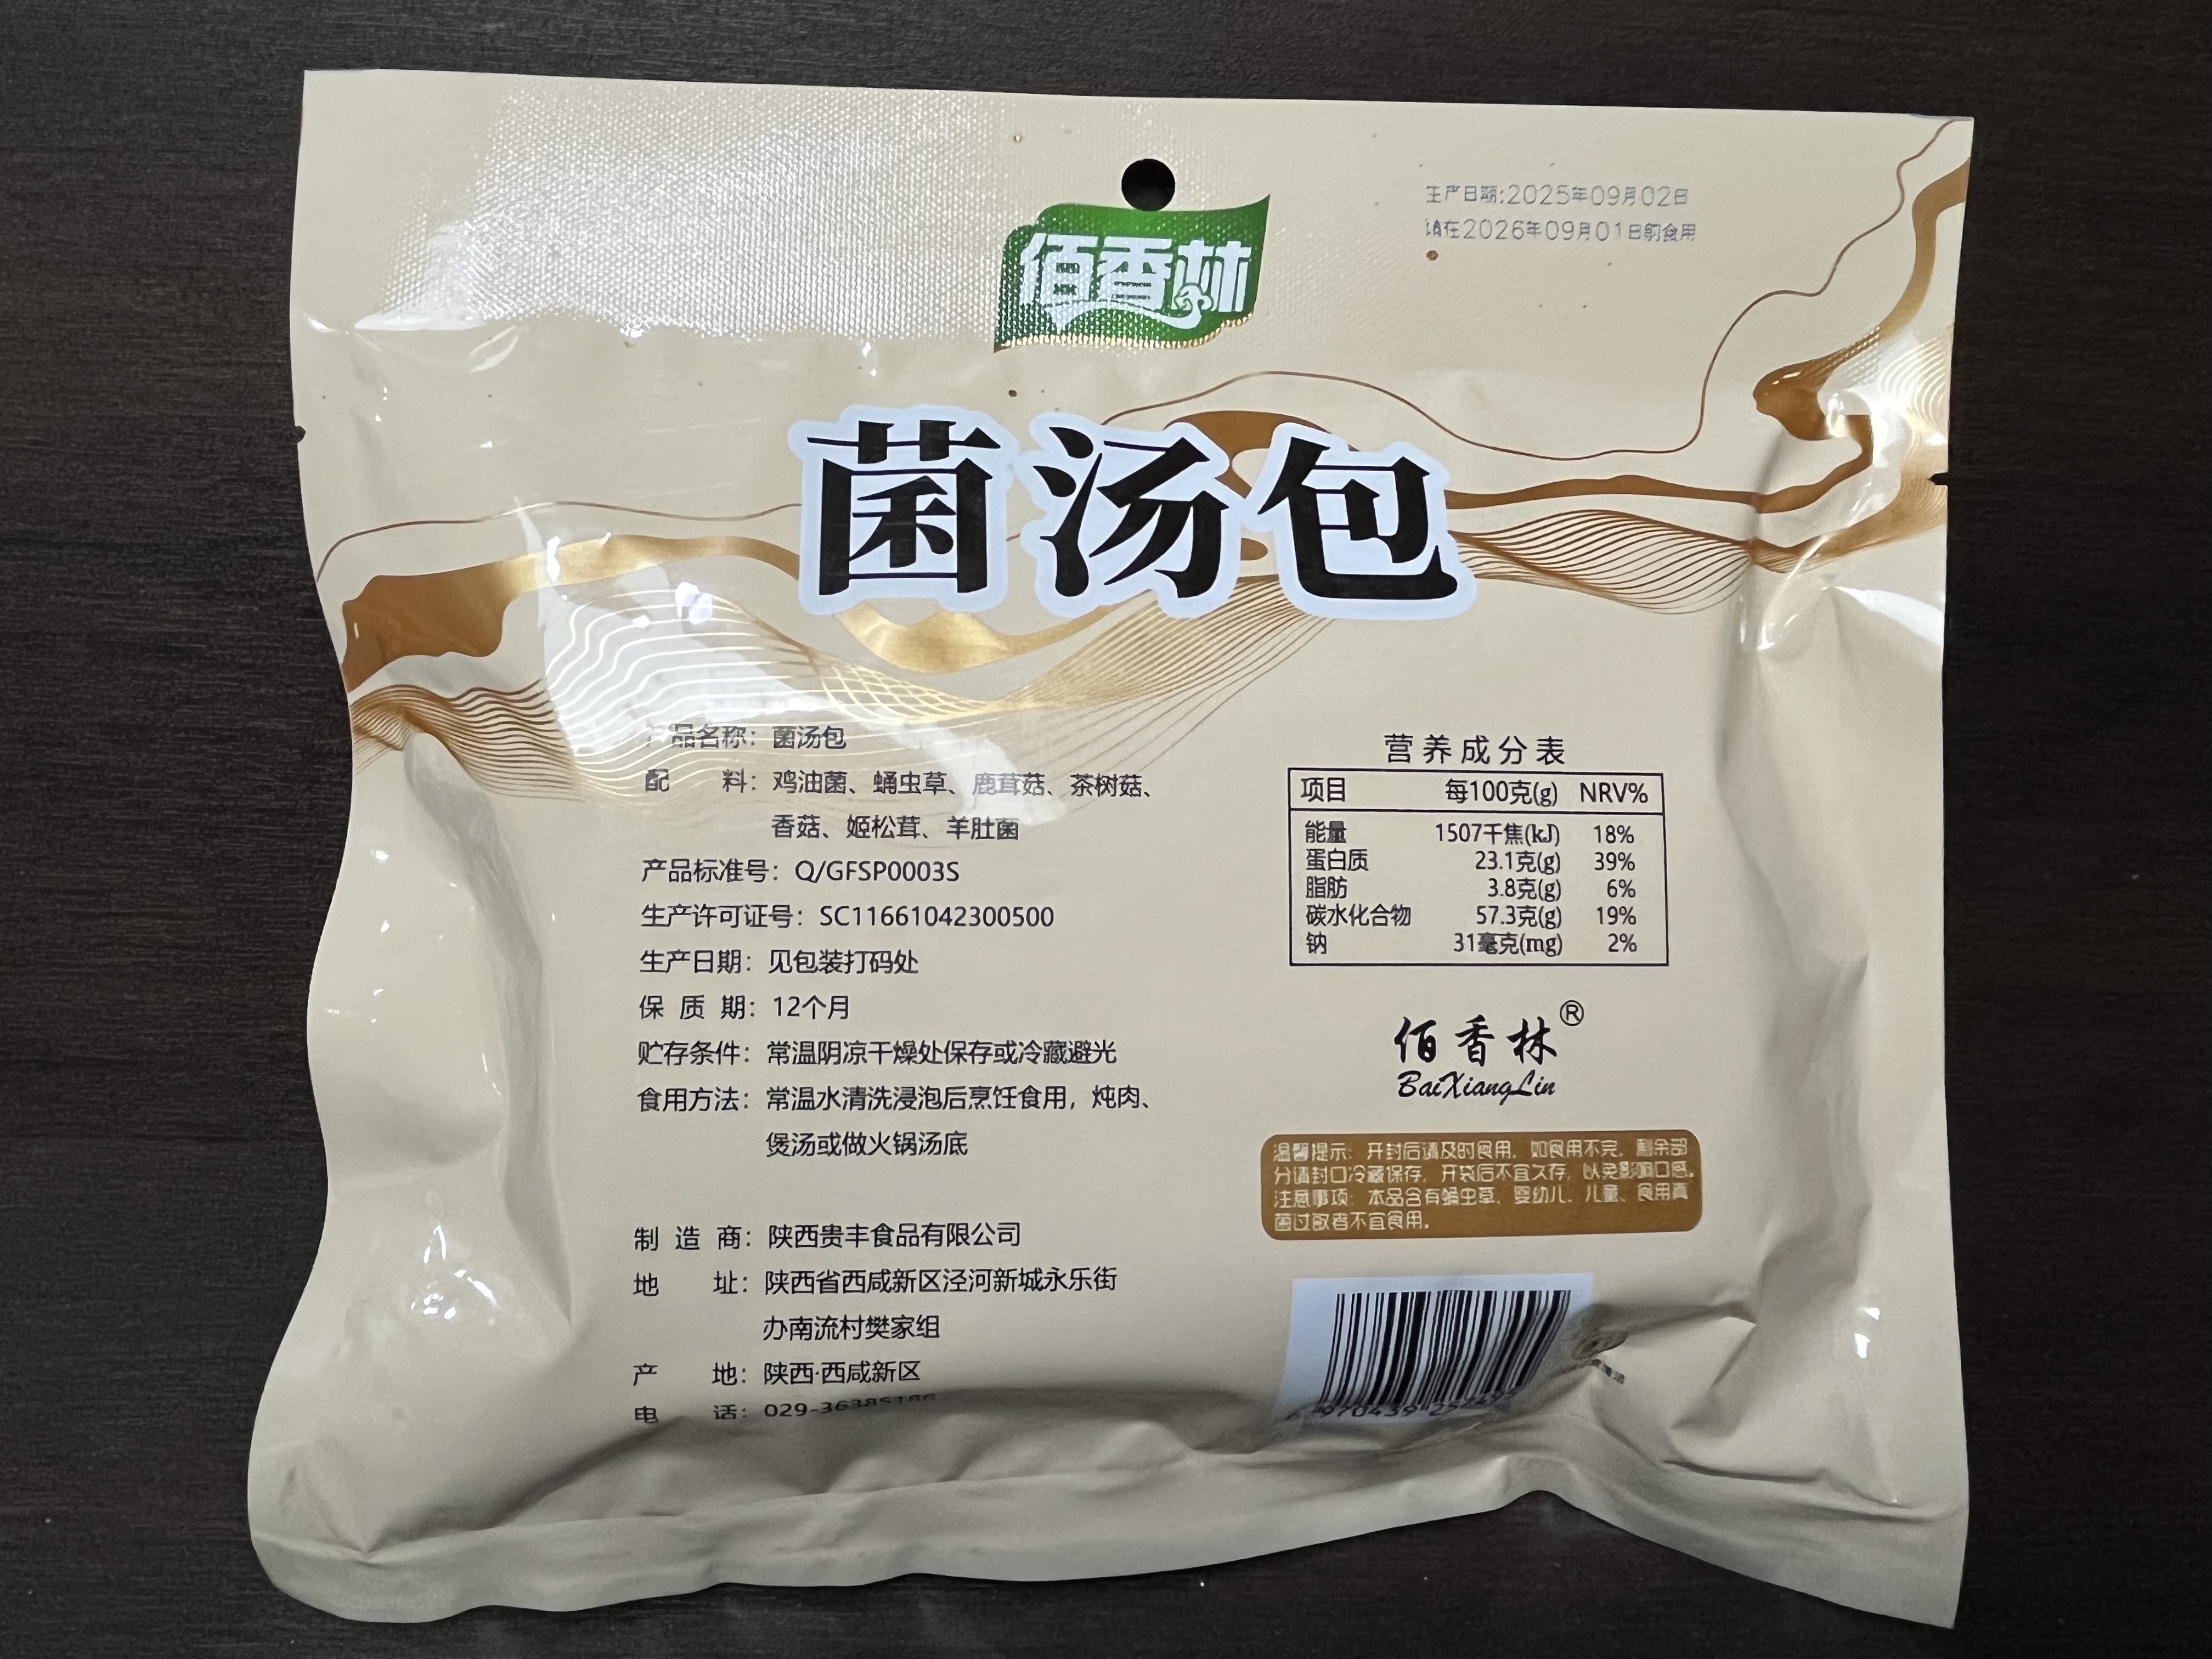 生产日期:2025年09月02日
请在2026年09月01日前食用
佰香林
菌汤包
产品名称：菌汤包
配 料：鸡油菌、蛹虫草、鹿茸菇、茶树菇、
香菇、姬松茸、羊肚菌
产品标准号：Q/GFSP0003S
生产许可证号：SC11661042300500
生产日期：见包装打码处
保 质 期：12个月
贮存条件：常温阴凉干燥处保存或冷藏避光
食用方法：常温水清洗浸泡后烹饪食用，炖肉、
煲汤或做火锅汤底
制 造 商：陕西贵丰食品有限公司
地 址：陕西省西咸新区泾河新城永乐街
办南流村樊家组
产 地：陕西·西咸新区
电 话：029-36385186
营养成分表
项目 每100克(g) NRV%
能量 1507千焦(kJ) 18%
蛋白质 23.1克(g) 39%
脂肪 3.8克(g) 6%
碳水化合物 57.3克(g) 19%
钠 31毫克(mg) 2%
佰香林®
BaiXiangLin
温馨提示：开封后请及时食用，如食用不完，剩余部
分请封口冷藏保存，开袋后不宜久存，以免影响口感。
注意事项：本品含有蛹虫草，婴幼儿、儿童、食用真
菌过敏者不宜食用。
970439